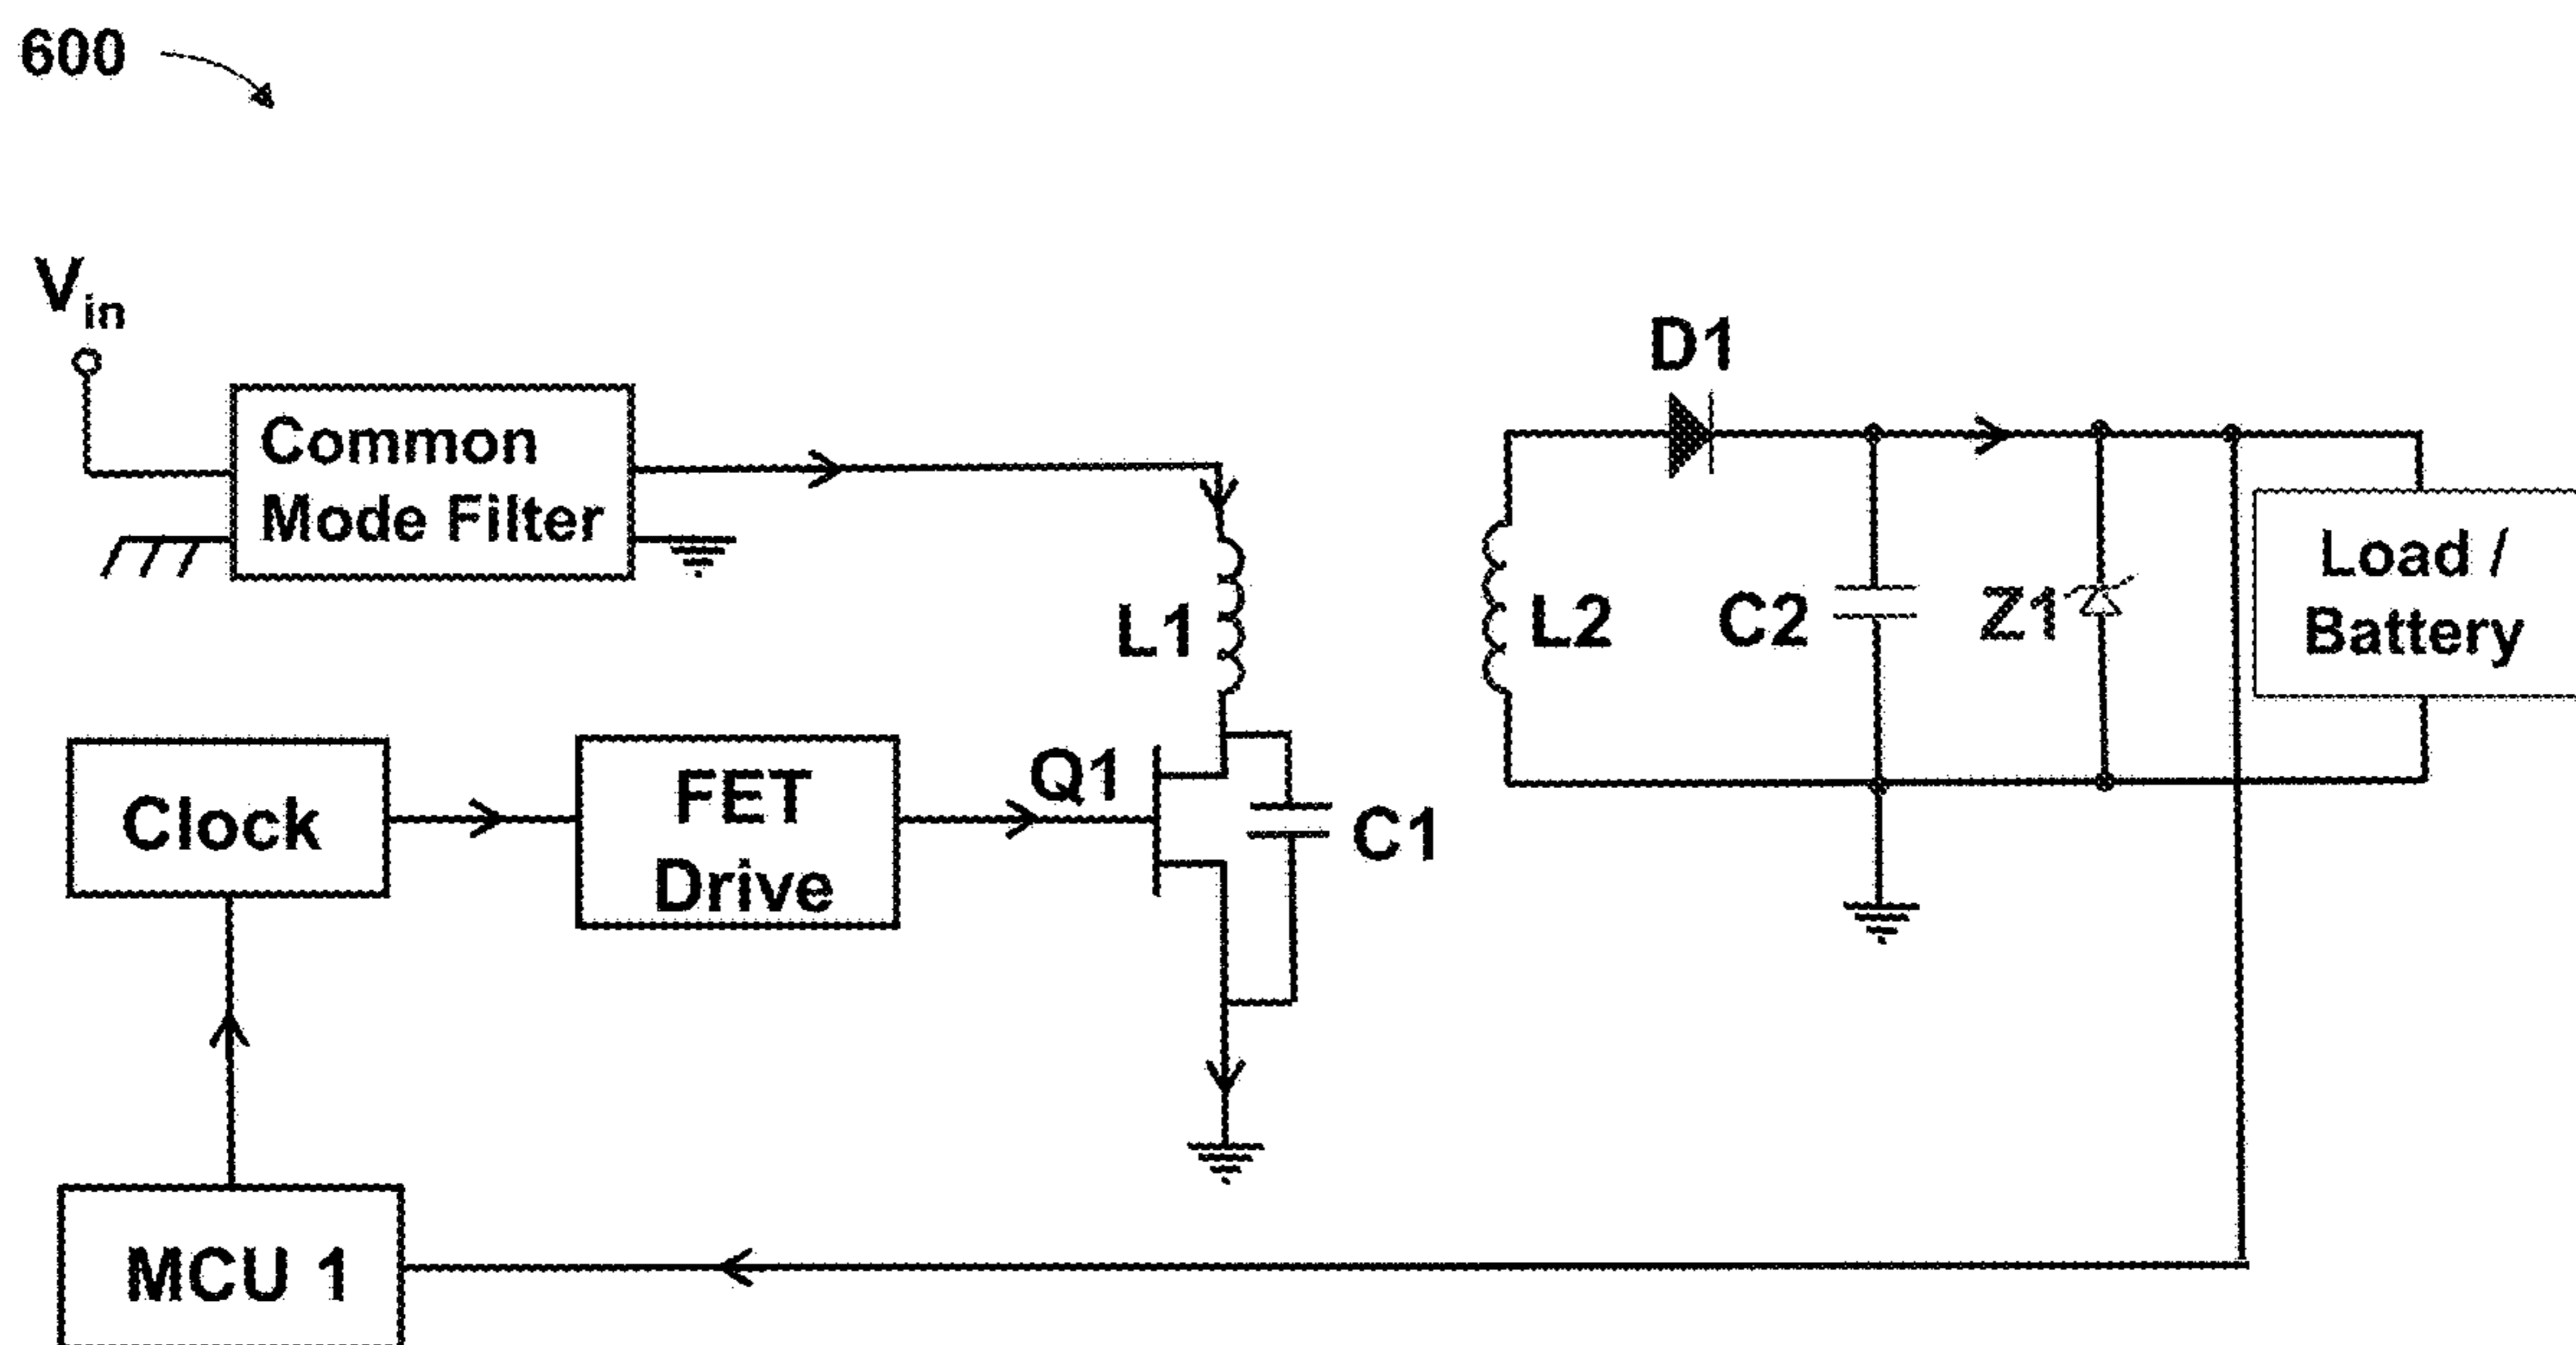 600
Vin
Common
Mode Filter
D1
L1
L2
C2
Z1
Load /
Battery
Clock
FET
Drive
Q1
C1
MCU 1